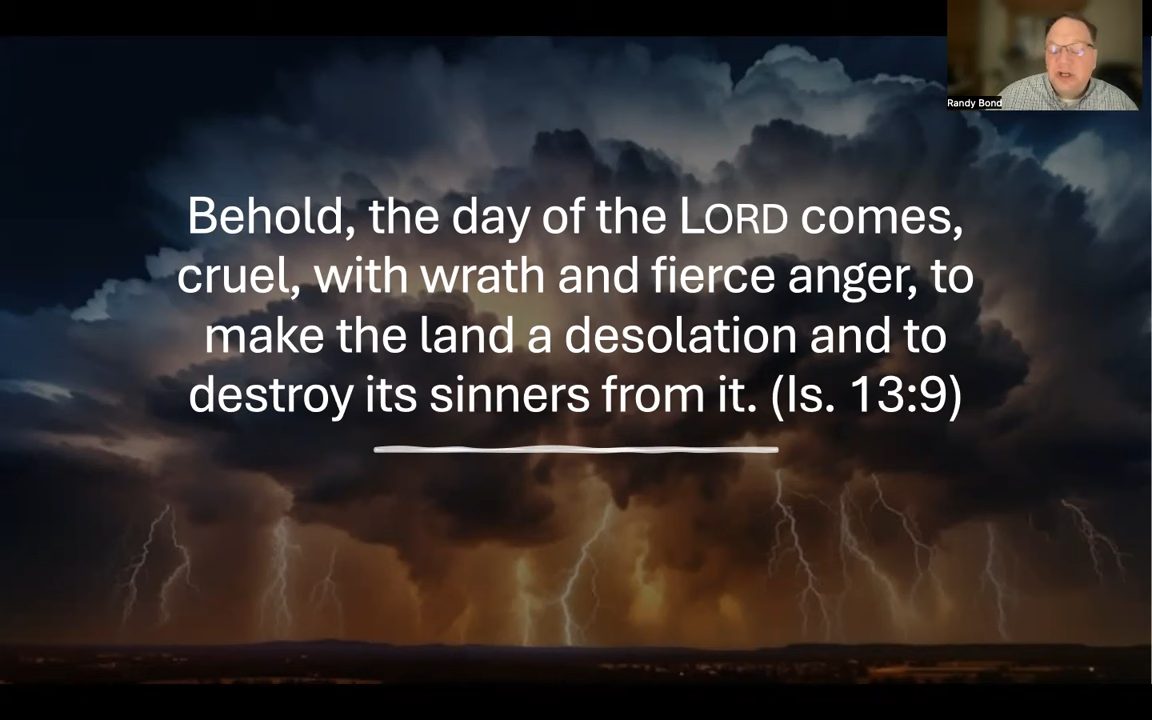 Randy Bond
Behold, the day of the LORD comes,
cruel, with wrath and fierce anger, to
make the land a desolation and to
destroy its sinners from it. (Is. 13:9)